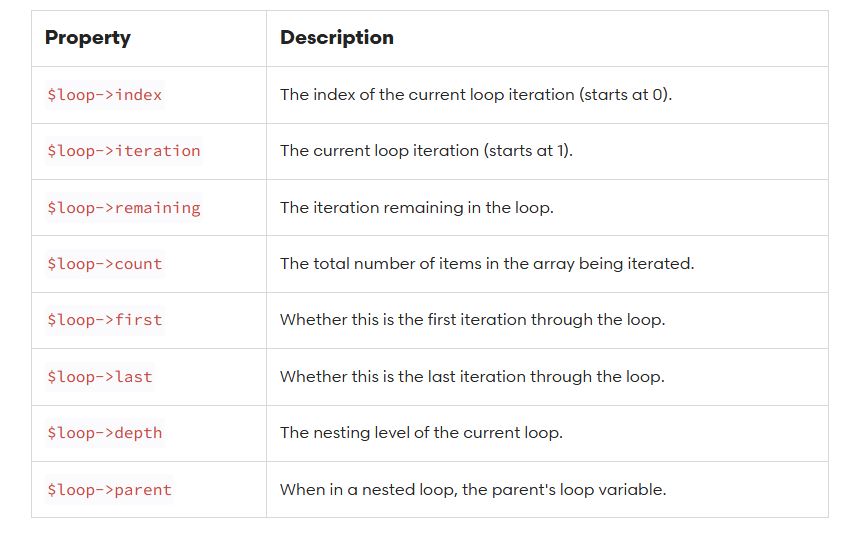 Property Description
$loop->index The index of the current loop iteration (starts at 0).
$loop->iteration The current loop iteration (starts at 1).
$loop->remaining The iteration remaining in the loop.
$loop->count The total number of items in the array being iterated.
$loop->first Whether this is the first iteration through the loop.
$loop->last Whether this is the last iteration through the loop.
$loop->depth The nesting level of the current loop.
$loop->parent When in a nested loop, the parent's loop variable.